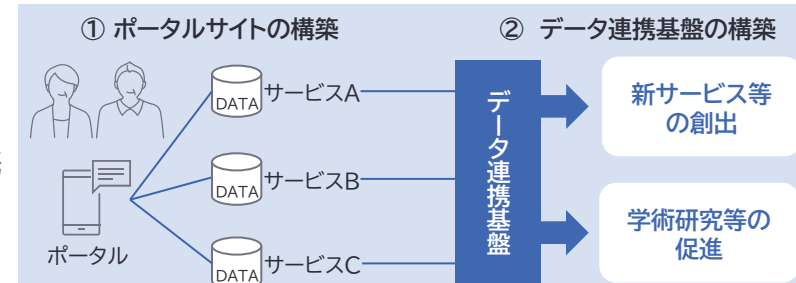 ① ポータルサイトの構築
② データ連携基盤の構築
DATA
サービスA
DATA
サービスB
DATA
サービスC
ポータル
データ連携基盤
新サービス等
の創出
学術研究等の
促進